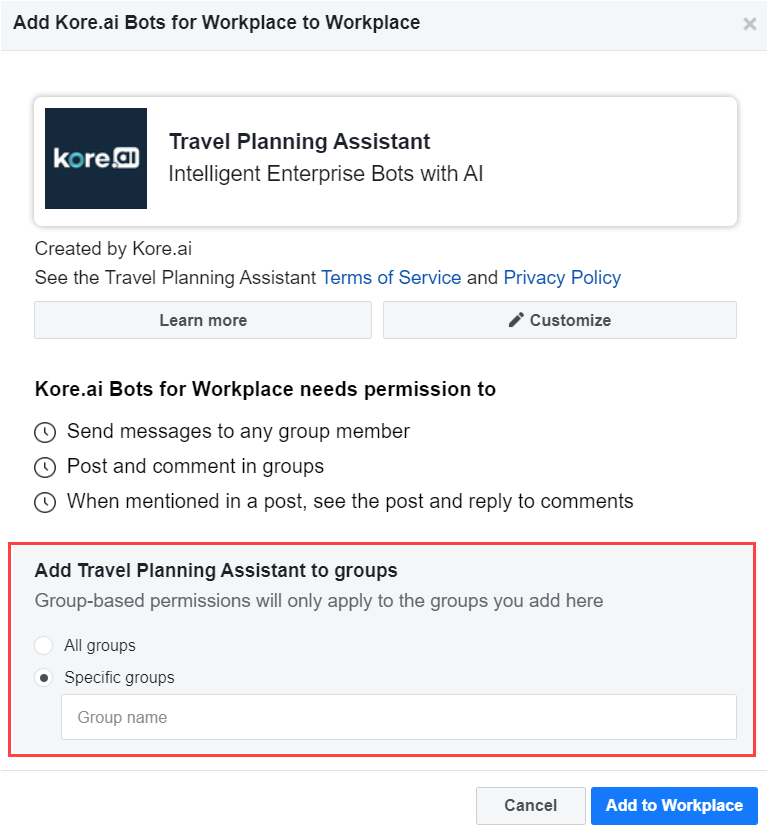 Add Kore.ai Bots for Workplace to Workplace
kore.ai
Travel Planning Assistant
Intelligent Enterprise Bots with AI
Created by Kore.ai
See the Travel Planning Assistant Terms of Service and Privacy Policy
Learn more
Customize
Kore.ai Bots for Workplace needs permission to
Send messages to any group member
Post and comment in groups
When mentioned in a post, see the post and reply to comments
Add Travel Planning Assistant to groups
Group-based permissions will only apply to the groups you add here
All groups
Specific groups
Group name
Cancel
Add to Workplace